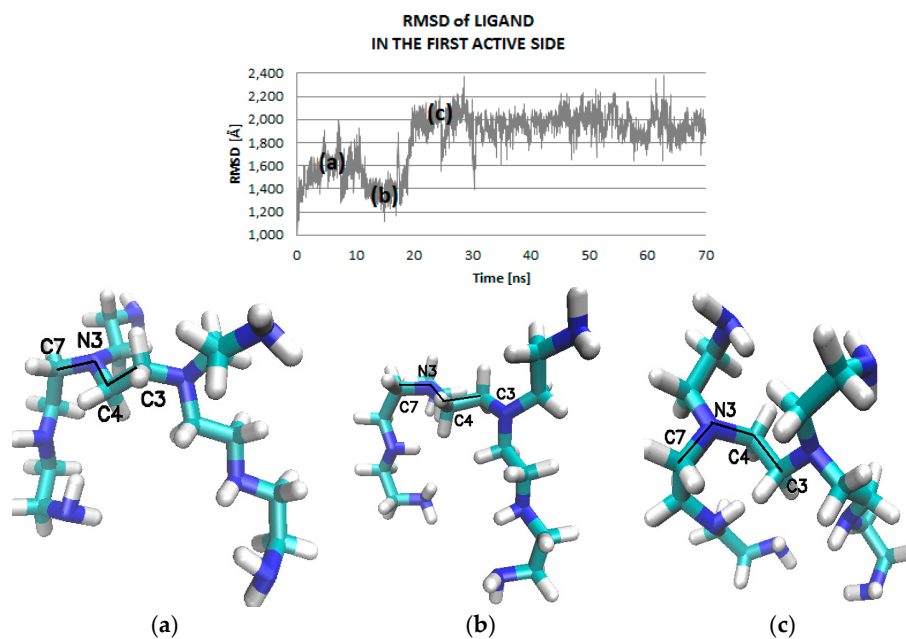 RMSD of LIGAND
IN THE FIRST ACTIVE SIDE
RMSD [Å]
2,400
2,200
2,000
1,800
1,600
1,400
1,200
1,000
(a)
(b)
(c)
0 10 20 30 40 50 60 70
Time [ns]
C7 N3 C4 C3
N3 C7 C4 C3
N3 C7 C4 C3
(a) (b) (c)